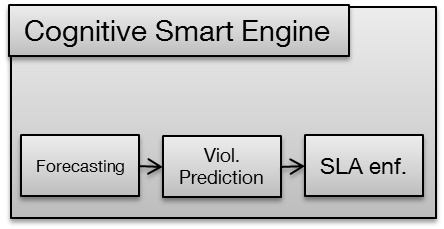 Cognitive Smart Engine
Forecasting
Viol.
Prediction
SLA enf.